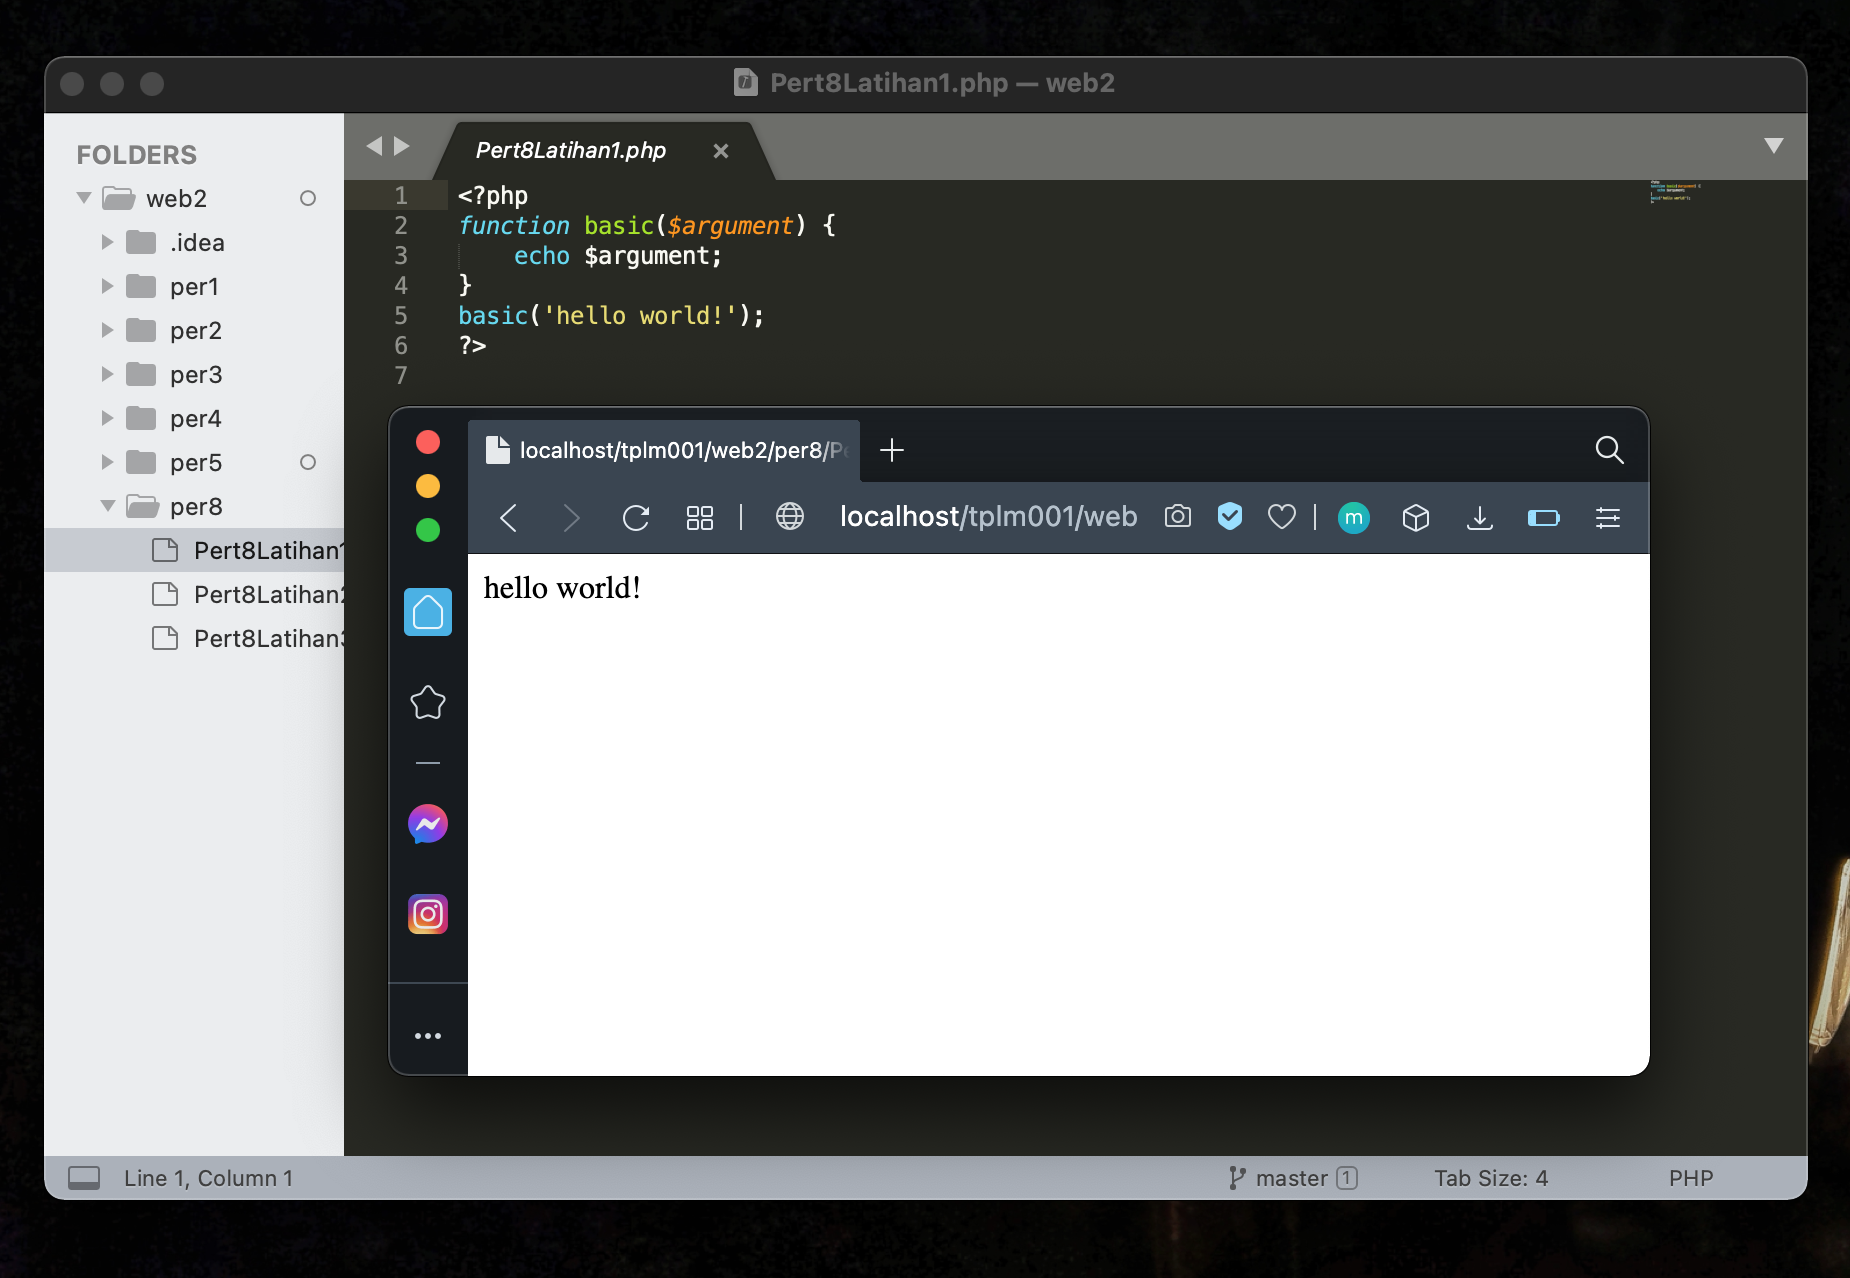 Pert8Latihan1.php — web2
FOLDERS
web2
.idea
per1
per2
per3
per4
per5
per8
Pert8Latihan1
Pert8Latihan2
Pert8Latihan3
Pert8Latihan1.php
1 <?php
2 function basic($argument) {
3     echo $argument;
4 }
5 basic('hello world!');
6 ?>
7
localhost/tplm001/web2/per8/Pe
localhost/tplm001/web
m
hello world!
Line 1, Column 1
master 1
Tab Size: 4
PHP